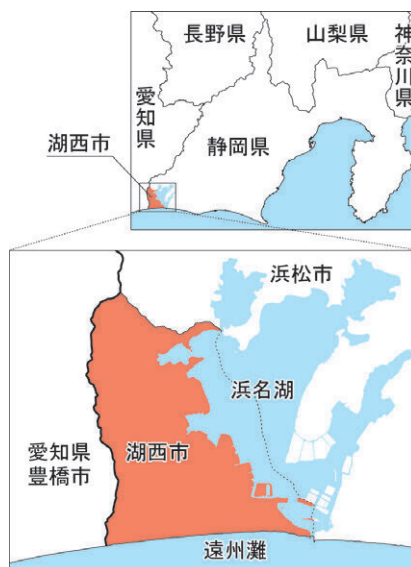 長野県
山梨県
神奈川県
愛知県
湖西市
静岡県
浜松市
浜名湖
愛知県
豊橋市
湖西市
遠州灘